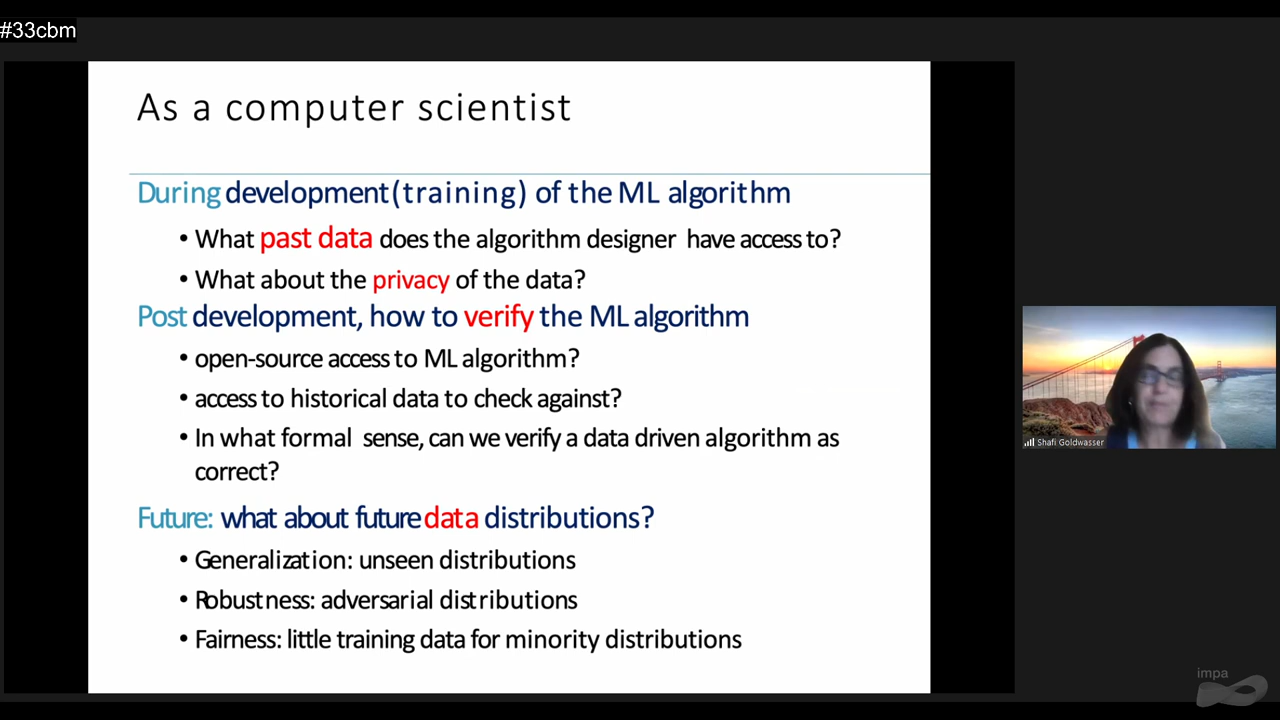 #33cbm
As a computer scientist
During development(training) of the ML algorithm
• What past data does the algorithm designer have access to?
• What about the privacy of the data?
Post development, how to verify the ML algorithm
• open-source access to ML algorithm?
• access to historical data to check against?
• In what formal sense, can we verify a data driven algorithm as
correct?
Future: what about future data distributions?
• Generalization: unseen distributions
• Robustness: adversarial distributions
• Fairness: little training data for minority distributions
Shafi Goldwasser
impa